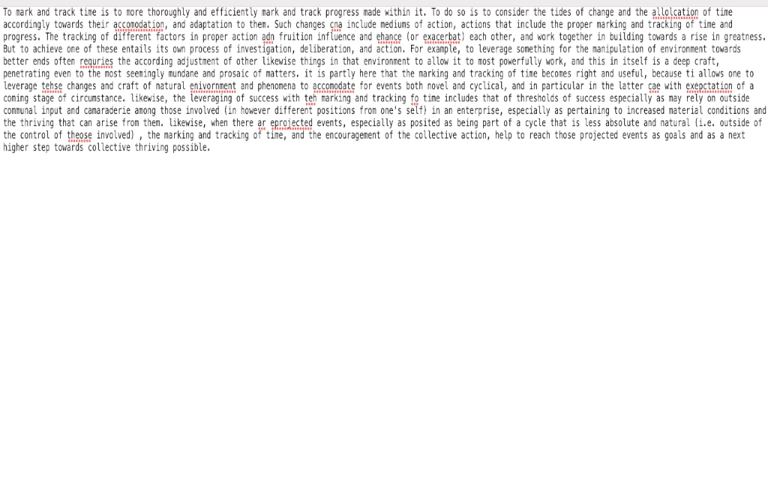 To mark and track time is to more thoroughly and efficiently mark and track progress made within it. To do so is to consider the tides of change and the allolcation of time
accordingly towards their accomodation, and adaptation to them. Such changes cna include mediums of action, actions that include the proper marking and tracking of time and
progress. The tracking of different factors in proper action adn fruition influence and ehance (or exacerbat) each other, and work together in building towards a rise in greatness.
But to achieve one of these entails its own process of investigation, deliberation, and action. For example, to leverage something for the manipulation of environment towards
better ends often requries the according adjustment of other likewise things in that environment to allow it to most powerfully work, and this in itself is a deep craft,
penetrating even to the most seemingly mundane and prosaic of matters. it is partly here that the marking and tracking of time becomes right and useful, because ti allows one to
leverage tehse changes and craft of natural enivornment and phenomena to accomodate for events both novel and cyclical, and in particular in the latter cae with exepctation of a
coming stage of circumstance. likewise, the leveraging of success with teh marking and tracking fo time includes that of thresholds of success especially as may rely on outside
communal input and camaraderie among those involved (in however different positions from one's self) in an enterprise, especially as pertaining to increased material conditions and
the thriving that can arise from them. likewise, when there ar eprojected events, especially as posited as being part of a cycle that is less absolute and natural (i.e. outside of
the control of theose involved) , the marking and tracking of time, and the encouragement of the collective action, help to reach those projected events as goals and as a next
higher step towards collective thriving possible.